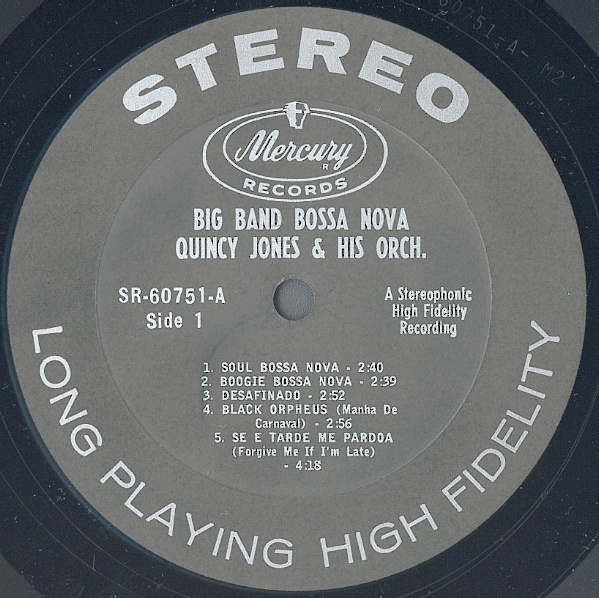 60751-A- M2
STEREO
Mercury
R
RECORDS
BIG BAND BOSSA NOVA
QUINCY JONES & HIS ORCH.
SR-60751-A
Side 1
A Stereophonic
High Fidelity
Recording
1. SOUL BOSSA NOVA - 2:40
2. BOOGIE BOSSA NOVA - 2:39
3. DESAFINADO - 2:52
4. BLACK ORPHEUS (Manha De
Carnaval) - 2:56
5. SE E TARDE ME PARDOA
(Forgive Me If I'm Late)
- 4:18
LONG PLAYING HIGH FIDELITY